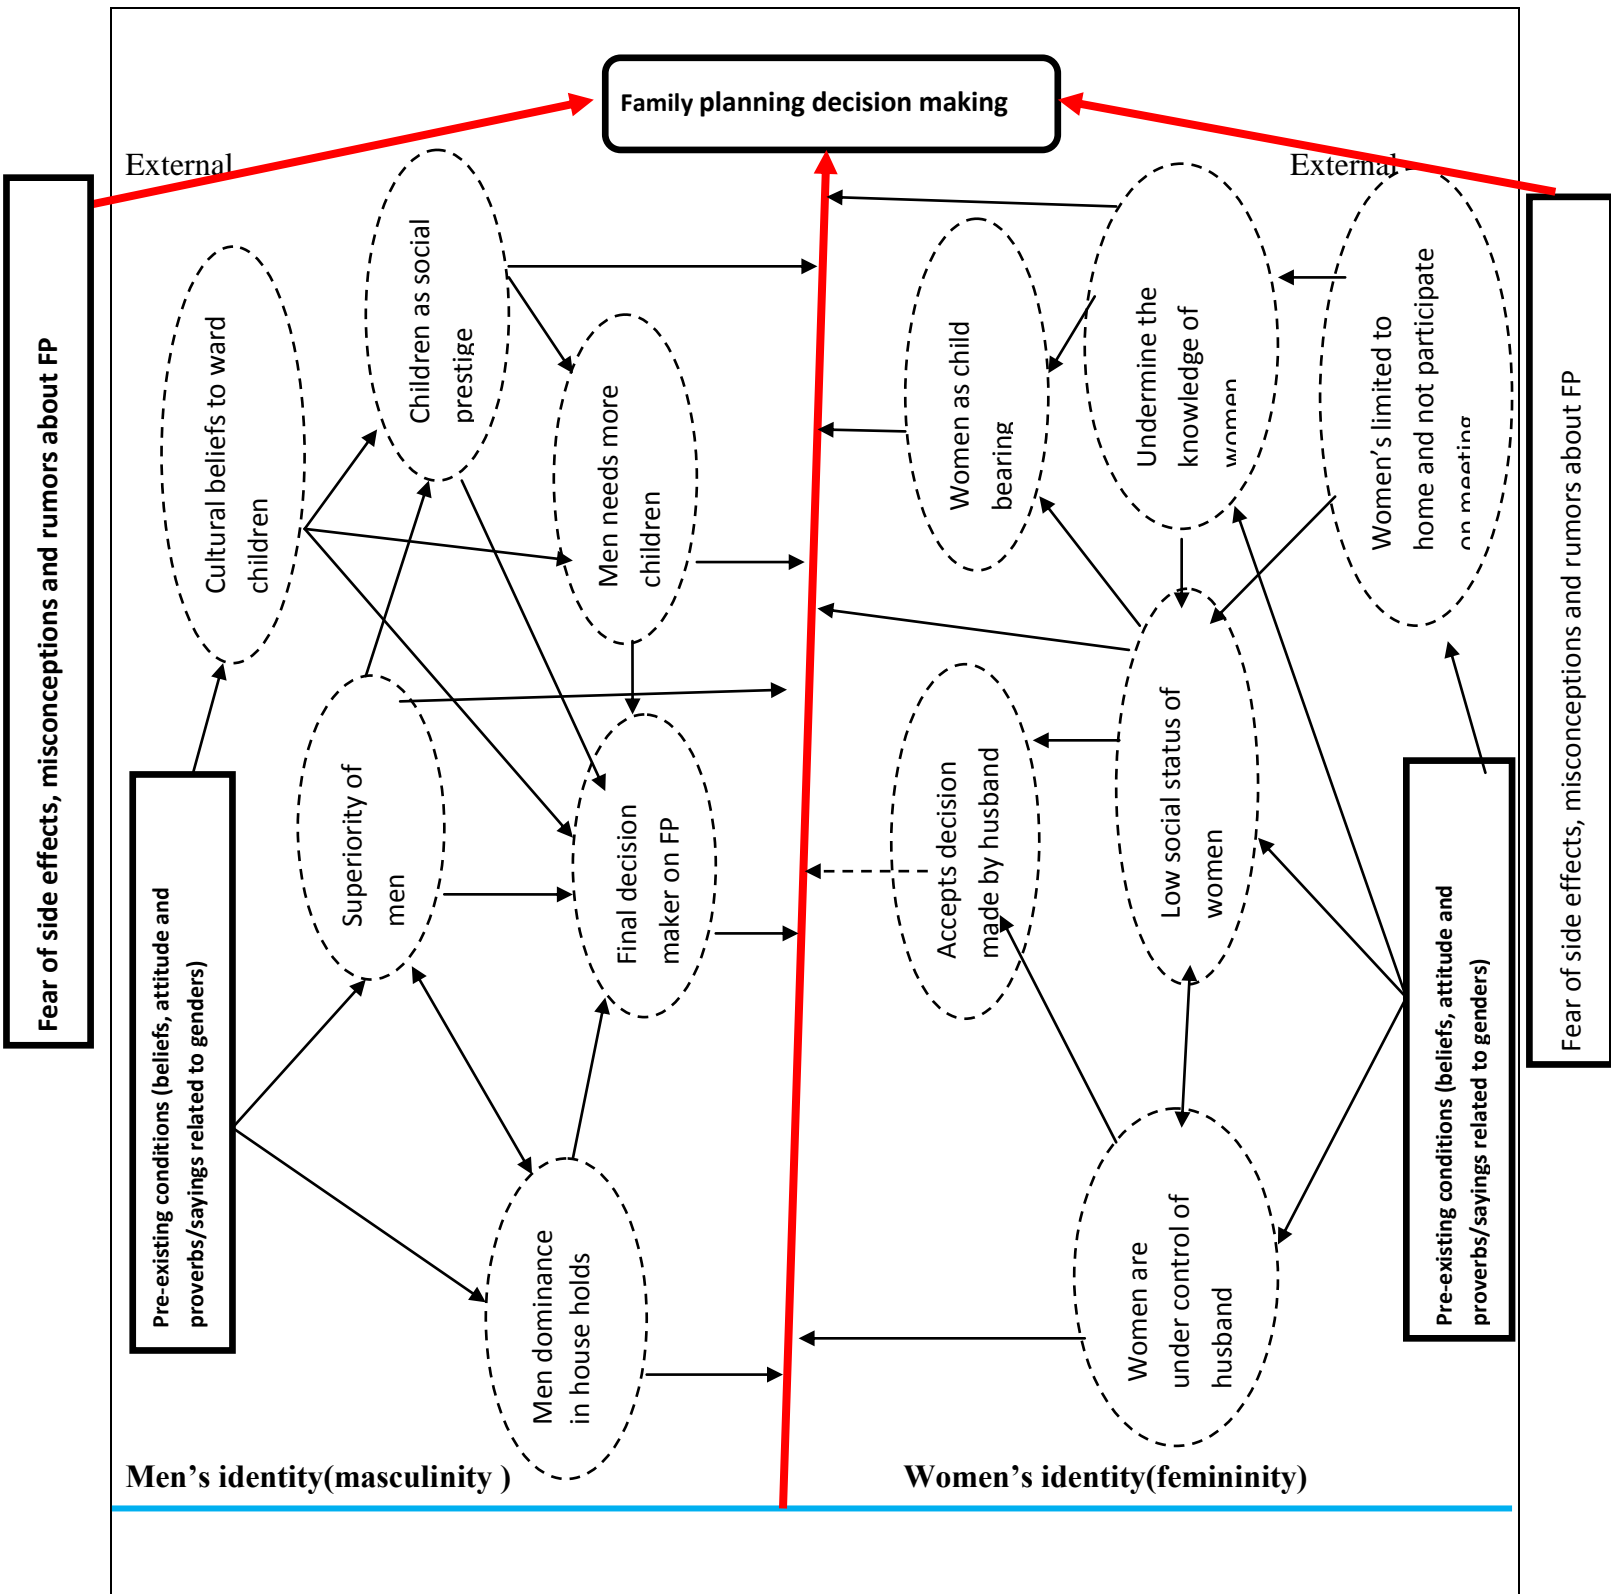 Family planning decision making
External
External
Fear of side effects, misconceptions and rumors about FP
Cultural beliefs to ward
children
Children as social
prestige
Men needs more
children
Superiority of
men
Final decision
maker on FP
Pre-existing conditions (beliefs, attitude and
proverbs/sayings related to genders)
Men dominance
in house holds
Women as child
bearing
Undermine the
knowledge of
women
Women's limited to
home and not participate
on meeting
Accepts decision
made by husband
Low social status of
women
Women are
under control of
husband
Pre-existing conditions (beliefs, attitude and
proverbs/sayings related to genders)
Fear of side effects, misconceptions and rumors about FP
Men’s identity(masculinity )
Women’s identity(femininity)